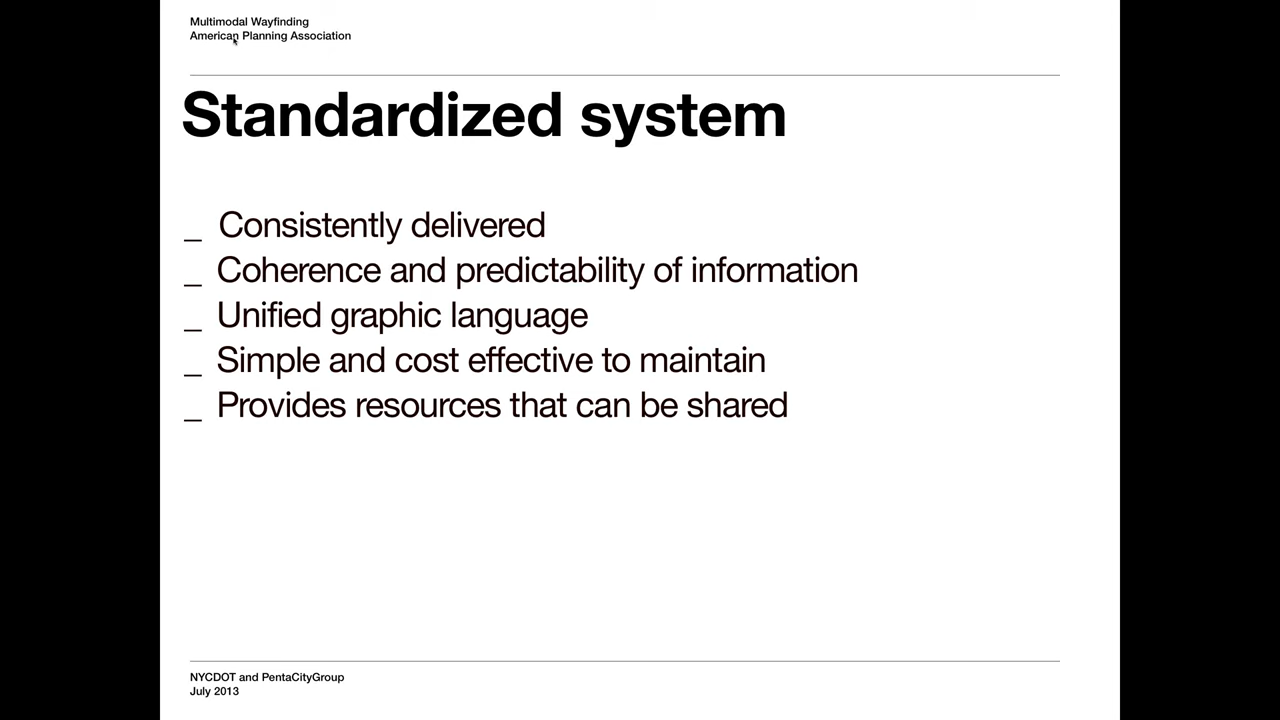 Multimodal Wayfinding
American Planning Association
Standardized system
_ Consistently delivered
_ Coherence and predictability of information
_ Unified graphic language
_ Simple and cost effective to maintain
_ Provides resources that can be shared
NYCDOT and PentaCityGroup
July 2013